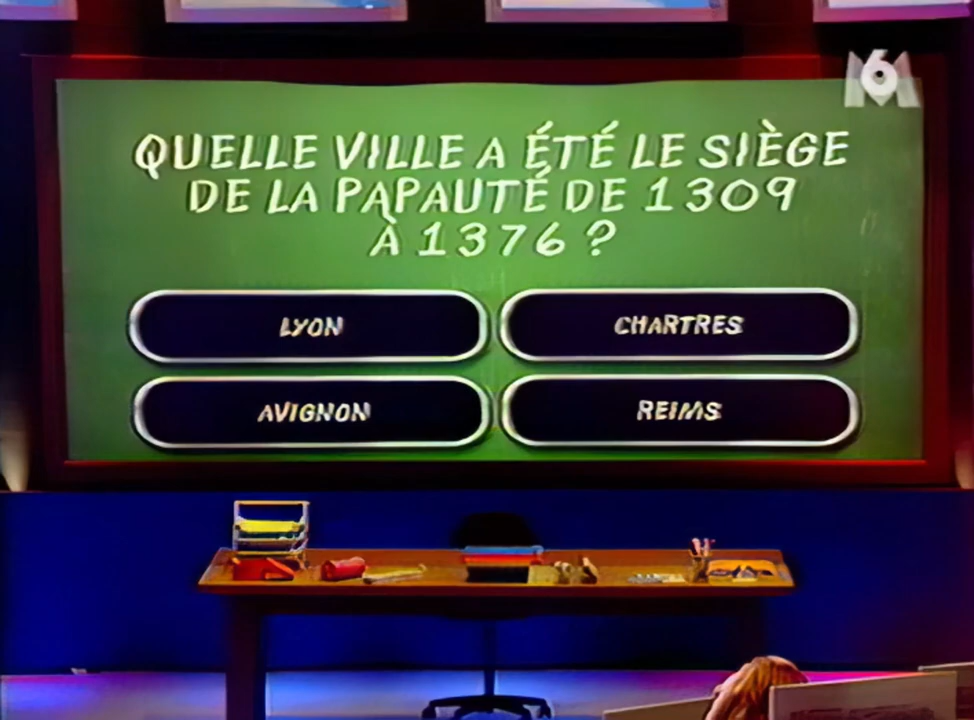 M6
QUELLE VILLE A ÉTÉ LE SIÈGE
DE LA PAPAUTÉ DE 1309
À 1376 ?
LYON
CHARTRES
AVIGNON
REIMS